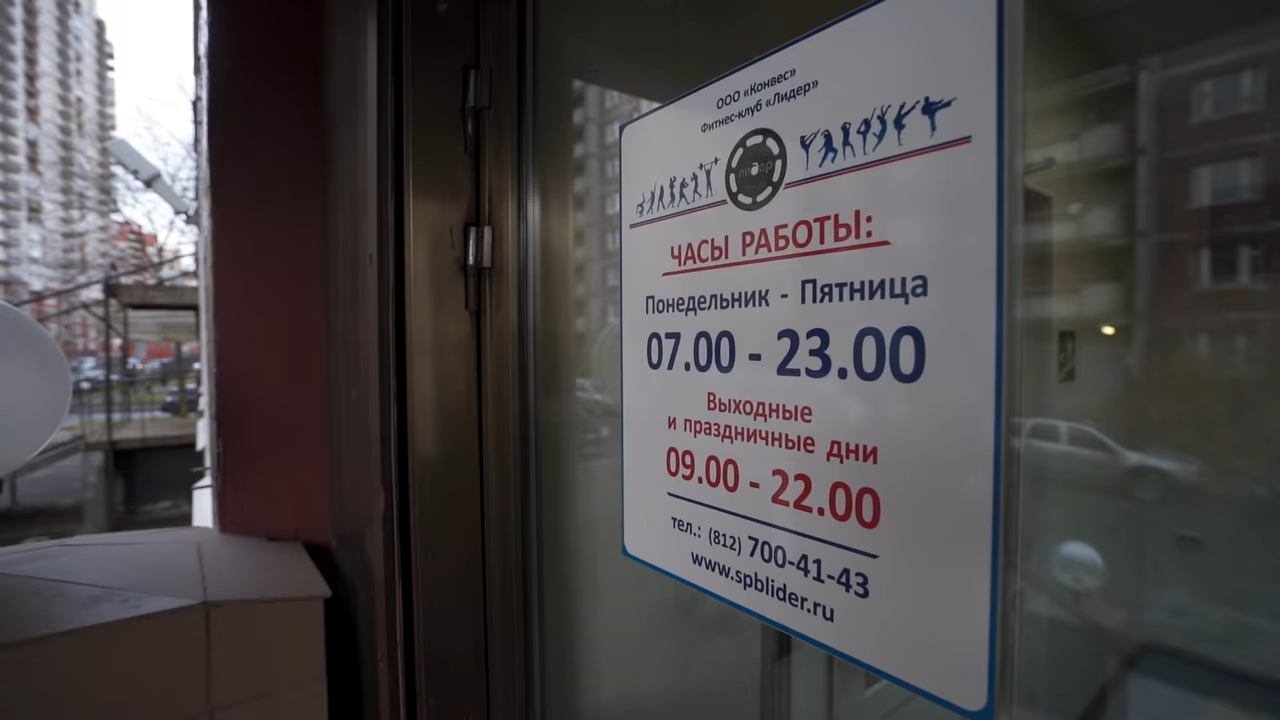 ООО «Конвес»
Фитнес-клуб «Лидер»
лидер
ЧАСЫ РАБОТЫ:
Понедельник - Пятница
07.00 - 23.00
Выходные
и праздничные дни
09.00 - 22.00
тел.: (812) 700-41-43
www.spblider.ru